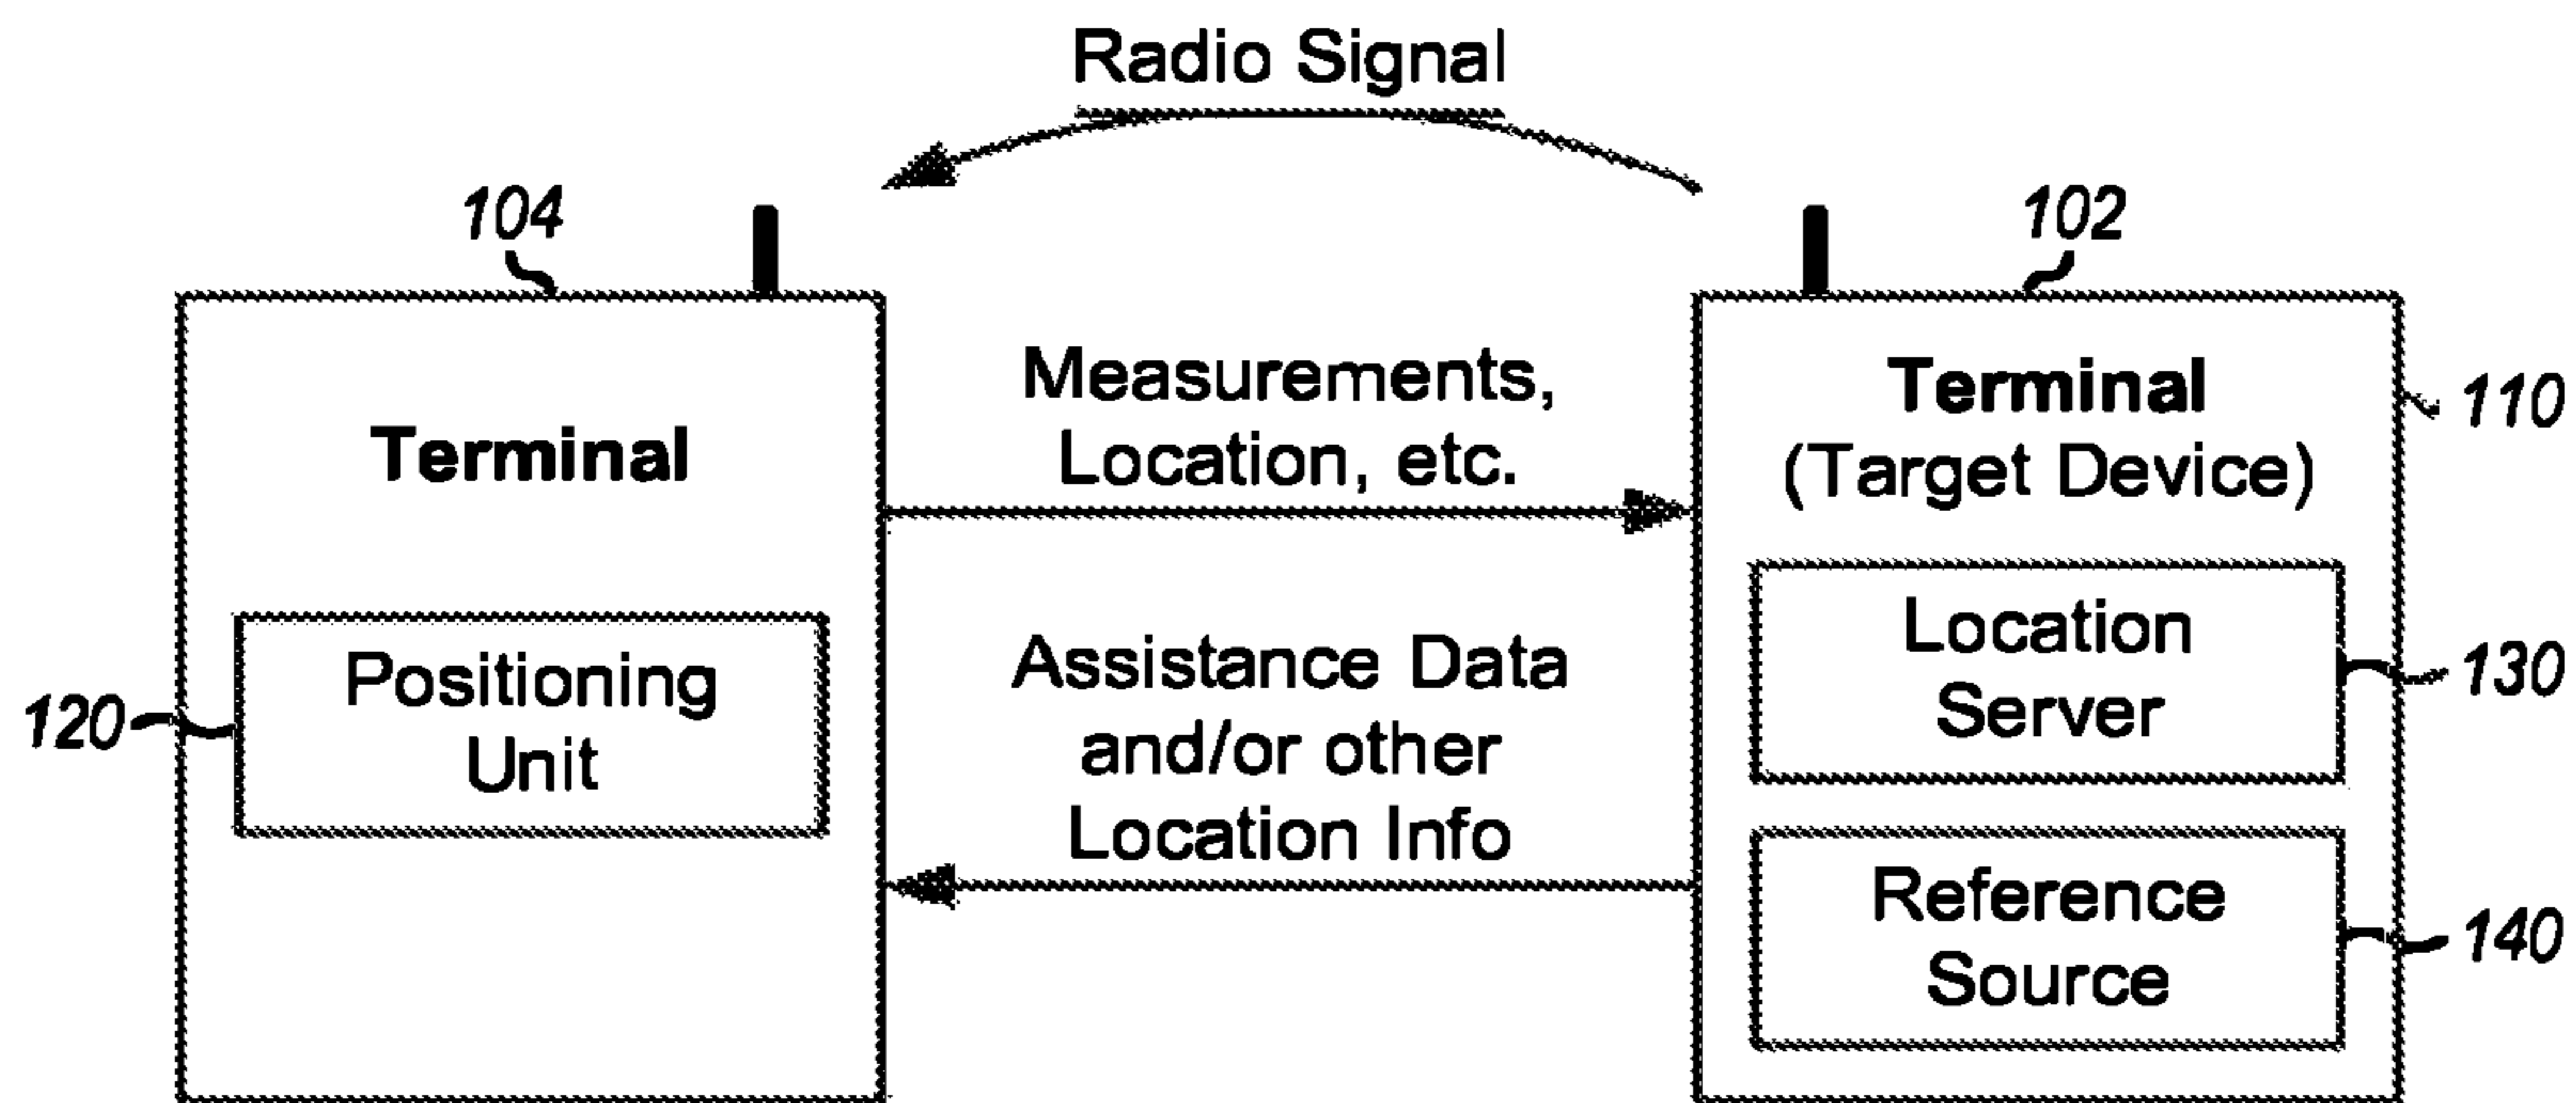 Radio Signal
104
102
Terminal
Measurements,
Location, etc.
Terminal
(Target Device)
110
Positioning
Unit
120
Assistance Data
and/or other
Location Info
Location
Server
130
Reference
Source
140